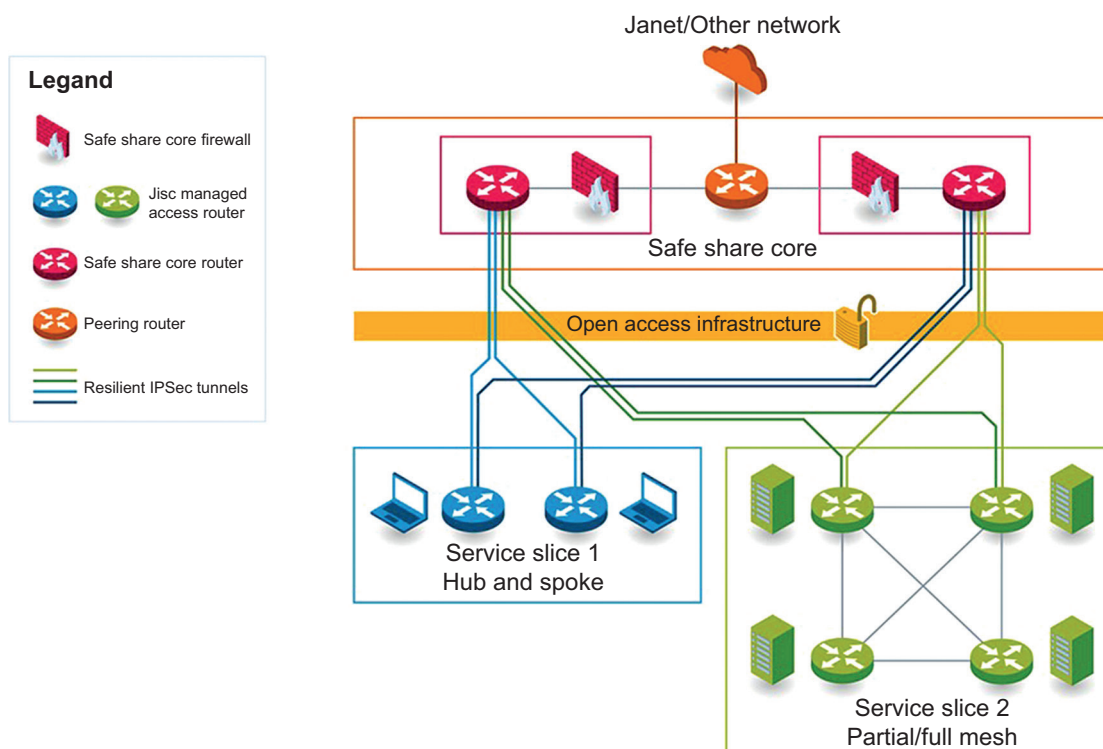 Janet/Other network
Legand
Safe share core firewall
Jisc managed
access router
Safe share core router
Peering router
Resilient IPSec tunnels
Safe share core
Open access infrastructure
Service slice 1
Hub and spoke
Service slice 2
Partial/full mesh